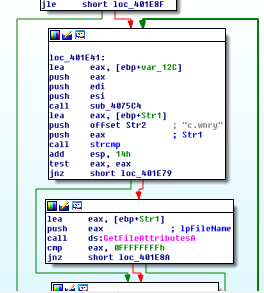 jle     short loc_401E8F
loc_401E41:
lea     eax, [ebp+var_12C]
push    eax
push    edi
push    esi
call    sub_4075C4
lea     eax, [ebp+Str1]
push    offset Str2     ; "c.wnry"
push    eax             ; Str1
call    strcmp
add     esp, 14h
test    eax, eax
jnz     short loc_401E79
lea     eax, [ebp+Str1]
push    eax             ; lpFileName
call    ds:GetFileAttributesA
cmp     eax, 0FFFFFFFFh
jnz     short loc_401E8A